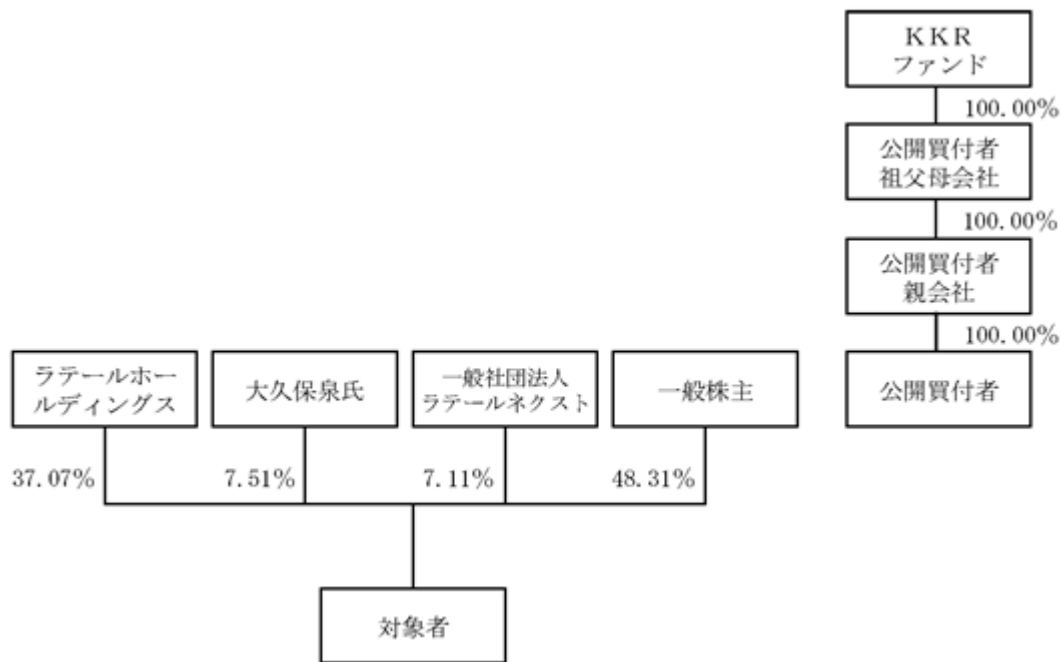 ＫＫＲ
ファンド
100.00%
公開買付者
祖父母会社
100.00%
公開買付者
親会社
100.00%
公開買付者
ラテールホー
ルディングス
大久保泉氏
一般社団法人
ラテールネクスト
一般株主
37.07%
7.51%
7.11%
48.31%
対象者